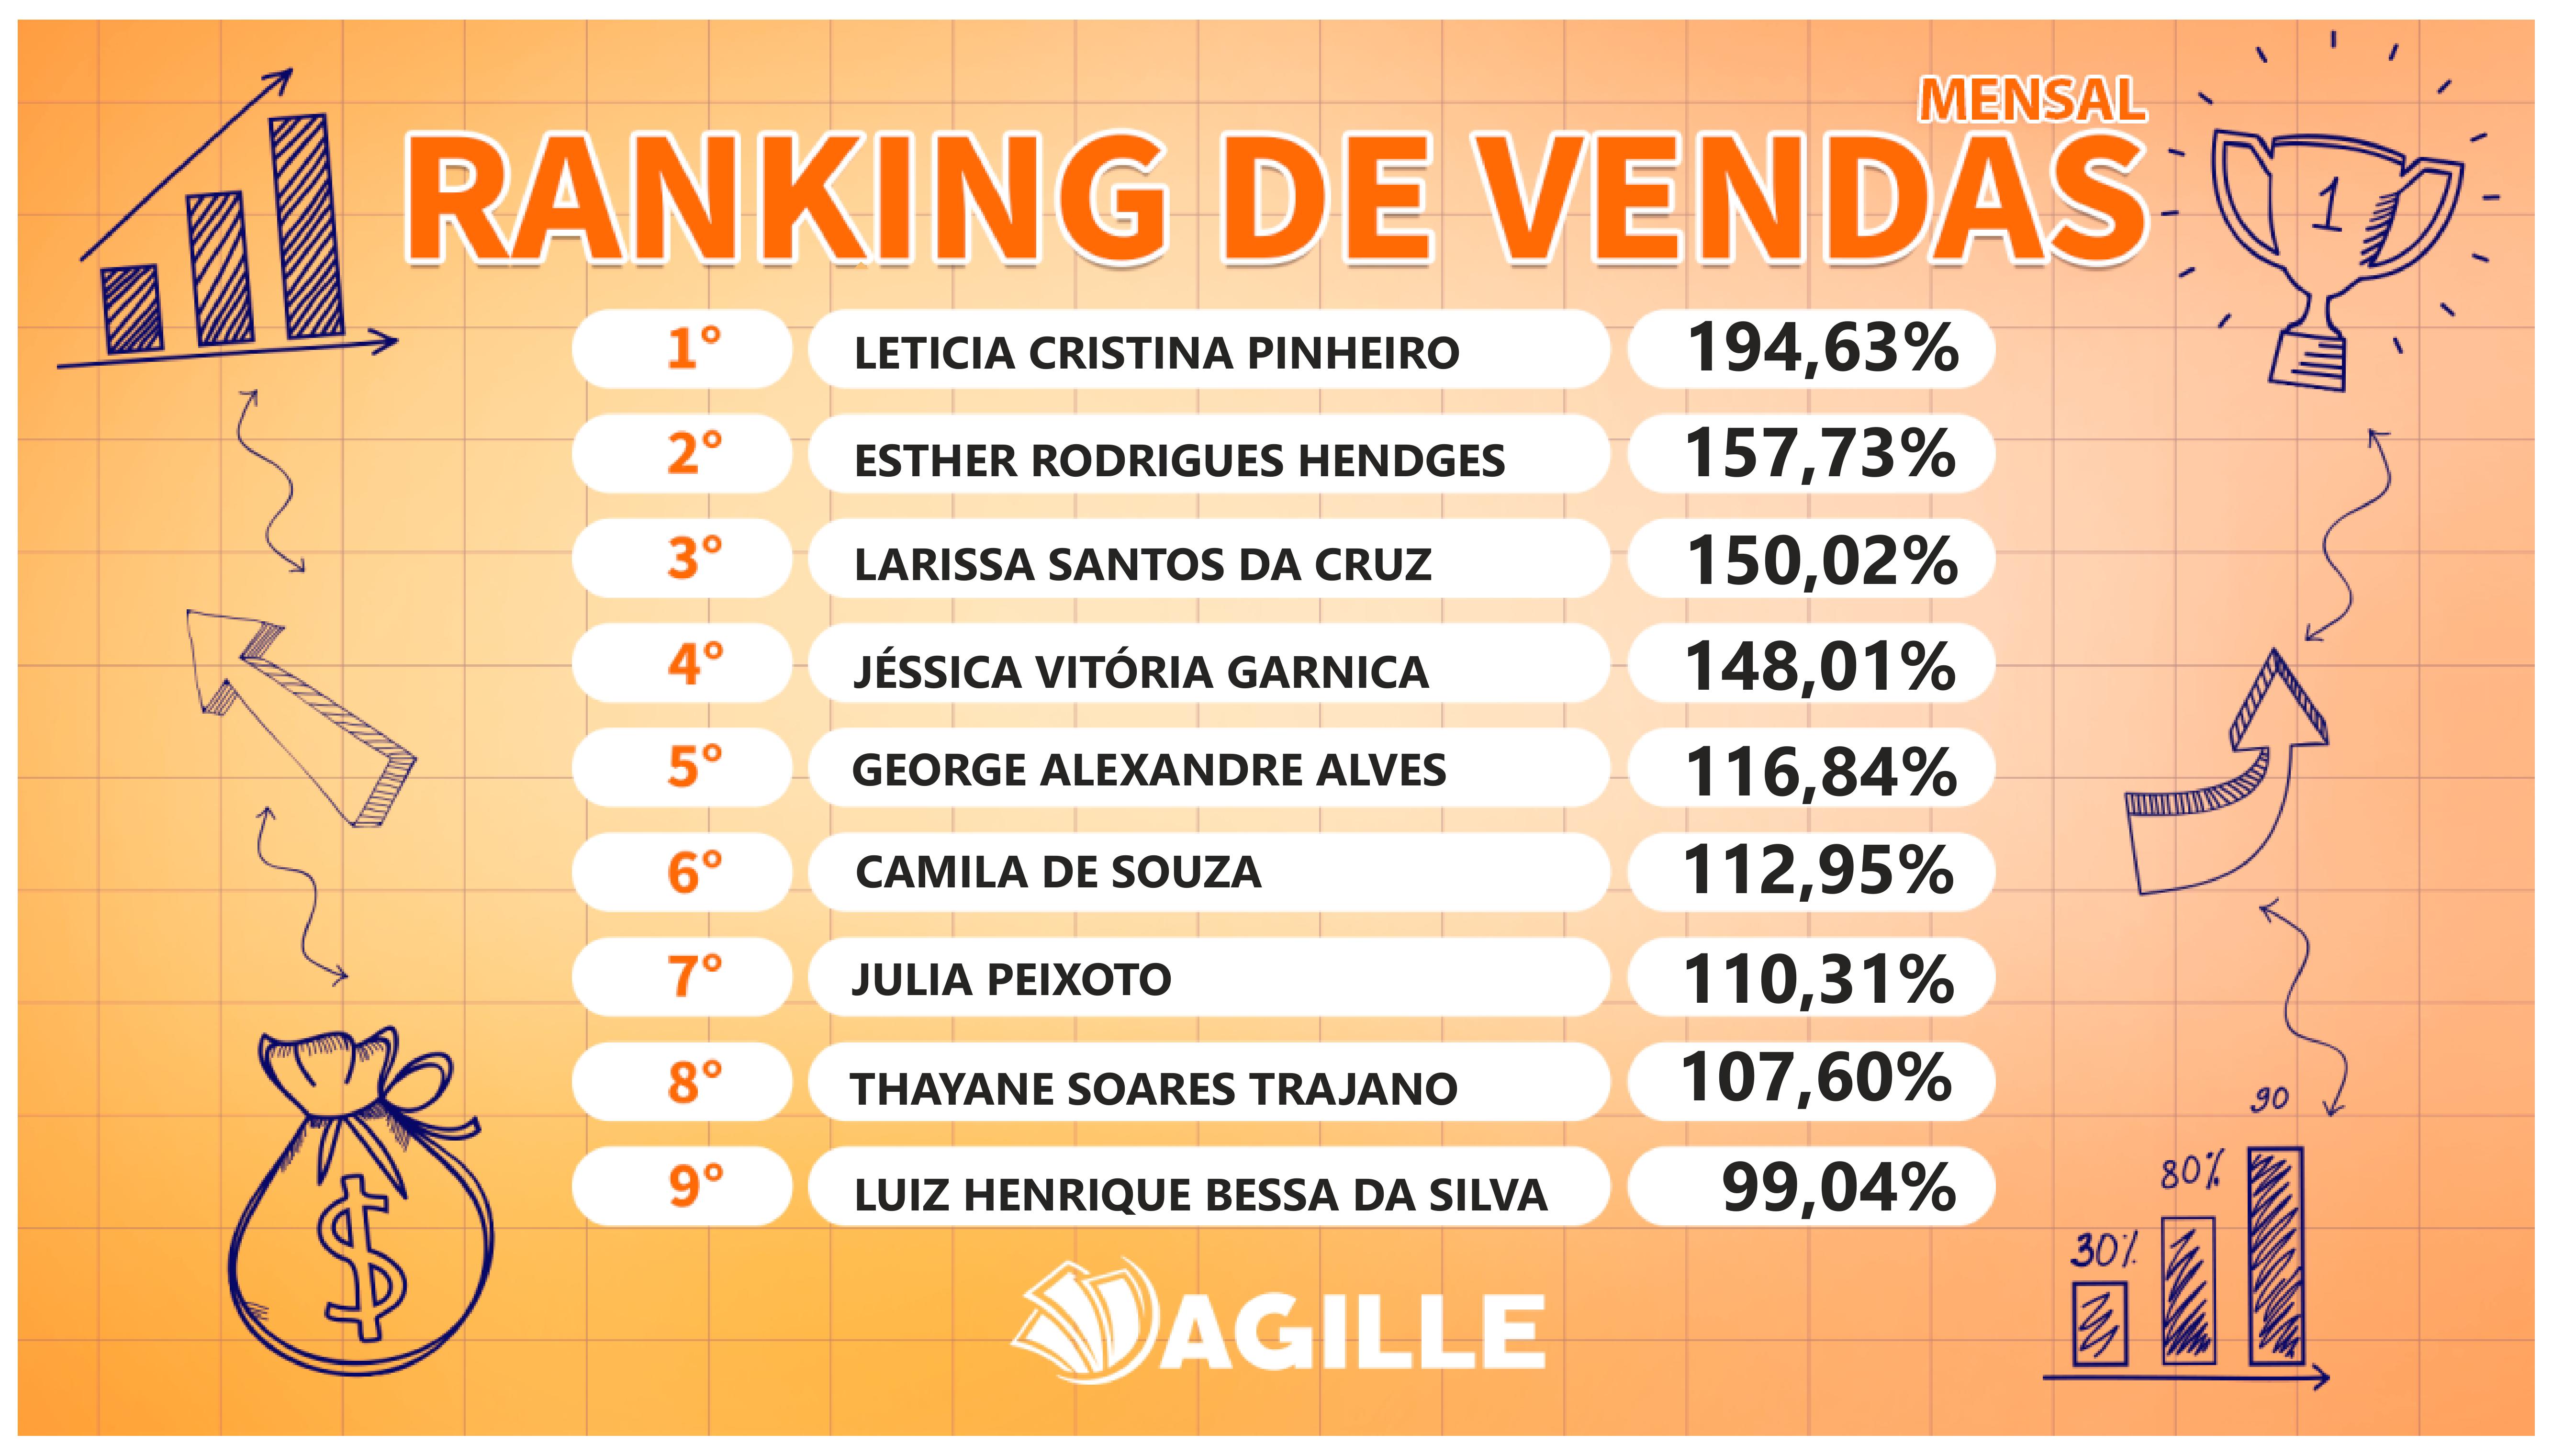 MENSAL
RANKING DE VENDAS
1
1° LETICIA CRISTINA PINHEIRO 194,63%
2° ESTHER RODRIGUES HENDGES 157,73%
3° LARISSA SANTOS DA CRUZ 150,02%
4° JÉSSICA VITÓRIA GARNICA 148,01%
5° GEORGE ALEXANDRE ALVES 116,84%
6° CAMILA DE SOUZA 112,95%
7° JULIA PEIXOTO 110,31%
8° THAYANE SOARES TRAJANO 107,60%
9° LUIZ HENRIQUE BESSA DA SILVA 99,04%
90
80%
30%
$
AGILLE